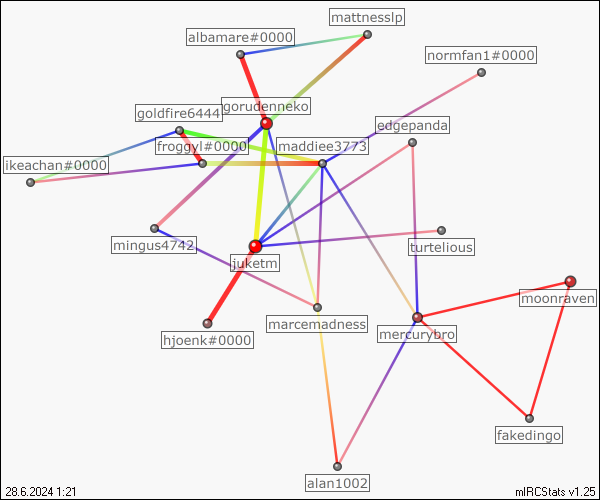 mattnesslp
albamare#0000
normfan1#0000
gorudenneko
goldfire6444
edgepanda
froggyl#0000
maddiee3773
ikeachan#0000
mingus4742
turtelious
juketm
moonraven
marcemadness
mercurybro
hjoenk#0000
fakedingo
alan1002
28.6.2024 1:21
mIRCStats v1.25